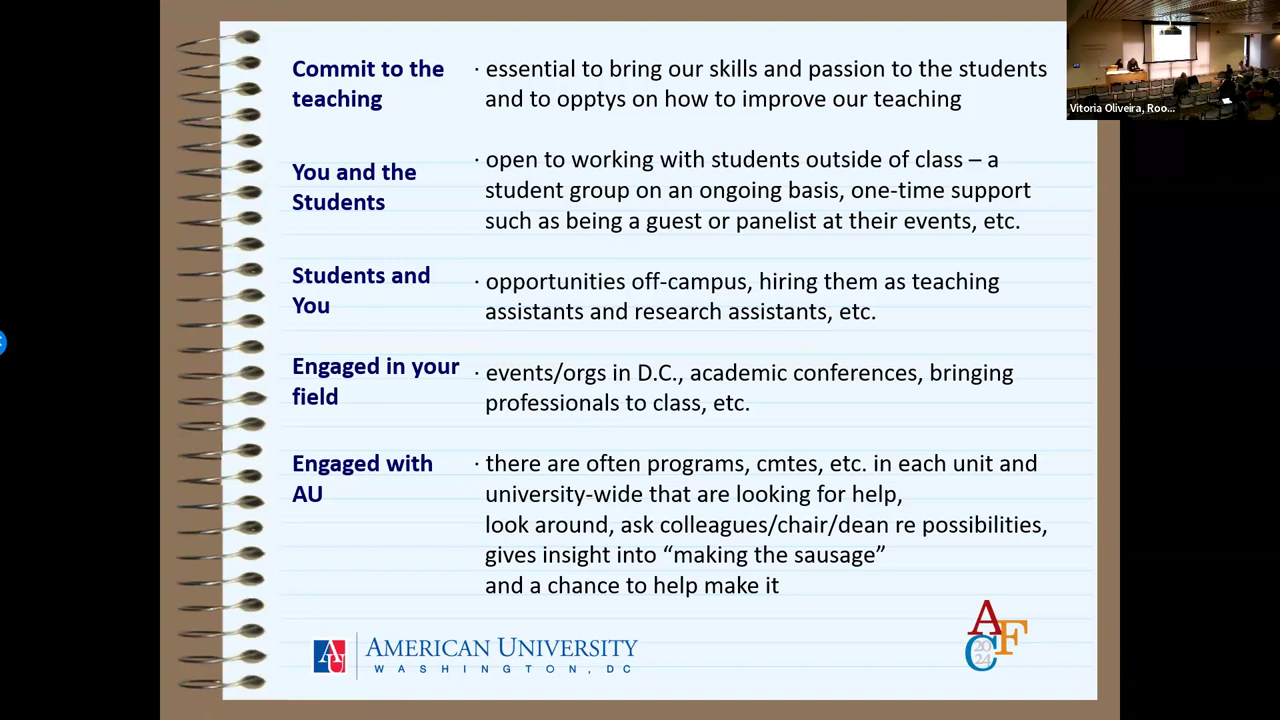 Commit to the
teaching
· essential to bring our skills and passion to the students
and to opptys on how to improve our teaching
You and the
Students
· open to working with students outside of class – a
student group on an ongoing basis, one-time support
such as being a guest or panelist at their events, etc.
Students and
You
· opportunities off-campus, hiring them as teaching
assistants and research assistants, etc.
Engaged in your
field
· events/orgs in D.C., academic conferences, bringing
professionals to class, etc.
Engaged with
AU
· there are often programs, cmtes, etc. in each unit and
university-wide that are looking for help,
look around, ask colleagues/chair/dean re possibilities,
gives insight into “making the sausage”
and a chance to help make it
AU
AMERICAN UNIVERSITY
WASHINGTON, DC
ACF
2024
Vitoria Oliveira, Roo...